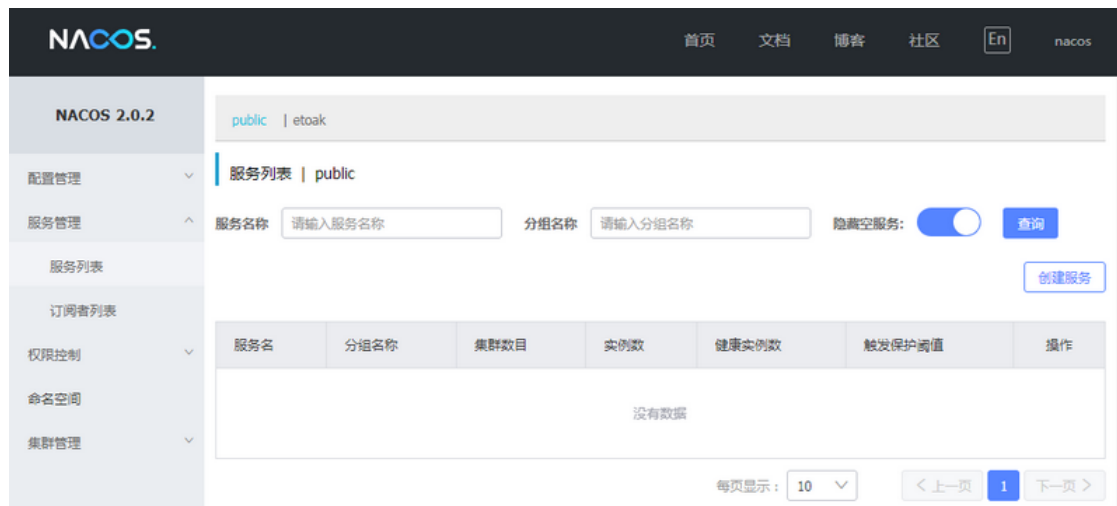 NACOS. 首页 文档 博客 社区 En nacos
NACOS 2.0.2
public | etoak
配置管理
服务列表 | public
服务管理
服务名称 请输入服务名称 分组名称 请输入分组名称 隐藏空服务: 查询
服务列表
创建服务
订阅者列表
服务名 分组名称 集群数目 实例数 健康实例数 触发保护阈值 操作
权限控制
命名空间
没有数据
集群管理
每页显示: 10 上一页 1 下一页